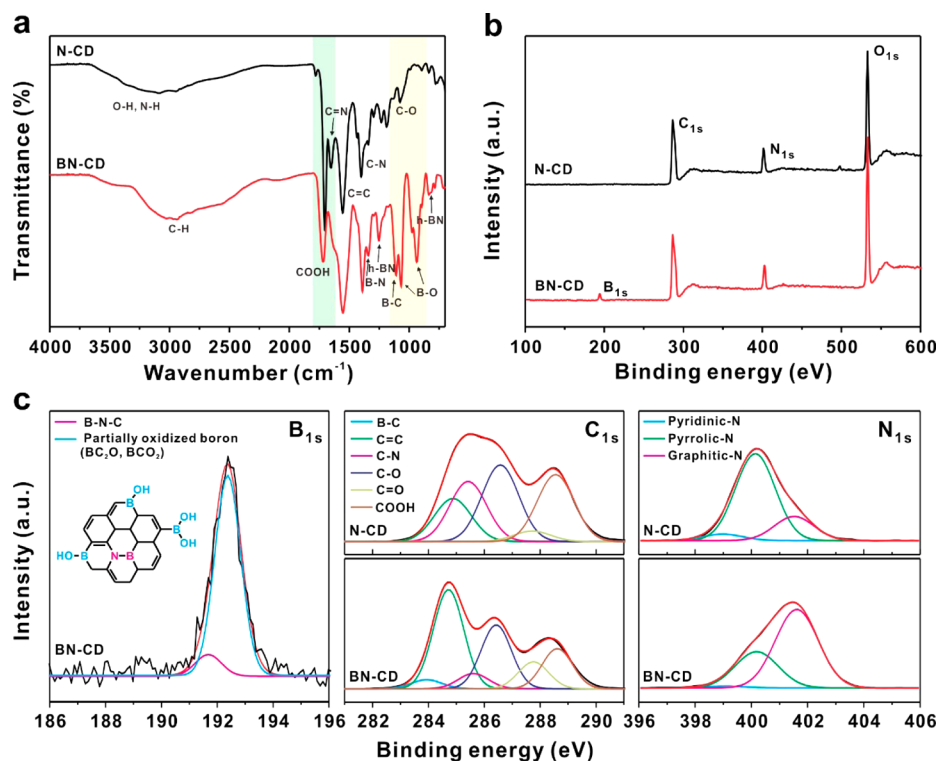 a
N-CD
O-H, N-H
C=N
C-O
C-N
C=C
BN-CD
C-H
COOH
h-BN
B-N
B-C
B-O
h-BN
Transmittance (%)
4000 3500 3000 2500 2000 1500 1000
Wavenumber (cm⁻¹)
b
O₁ₛ
C₁ₛ
N₁ₛ
N-CD
BN-CD
B₁ₛ
Intensity (a.u.)
100 200 300 400 500 600
Binding energy (eV)
c
B-N-C
Partially oxidized boron
(BC₂O, BCO₂)
B₁ₛ
OH
B
OH
B
OH
HO B
N B
BN-CD
Intensity (a.u.)
186 188 190 192 194 196
B-C
C=C
C-N
C-O
C=O
COOH
C₁ₛ
N-CD
BN-CD
282 284 286 288 290
Pyridinic-N
Pyrrolic-N
Graphitic-N
N₁ₛ
N-CD
BN-CD
396 398 400 402 404 406
Binding energy (eV)